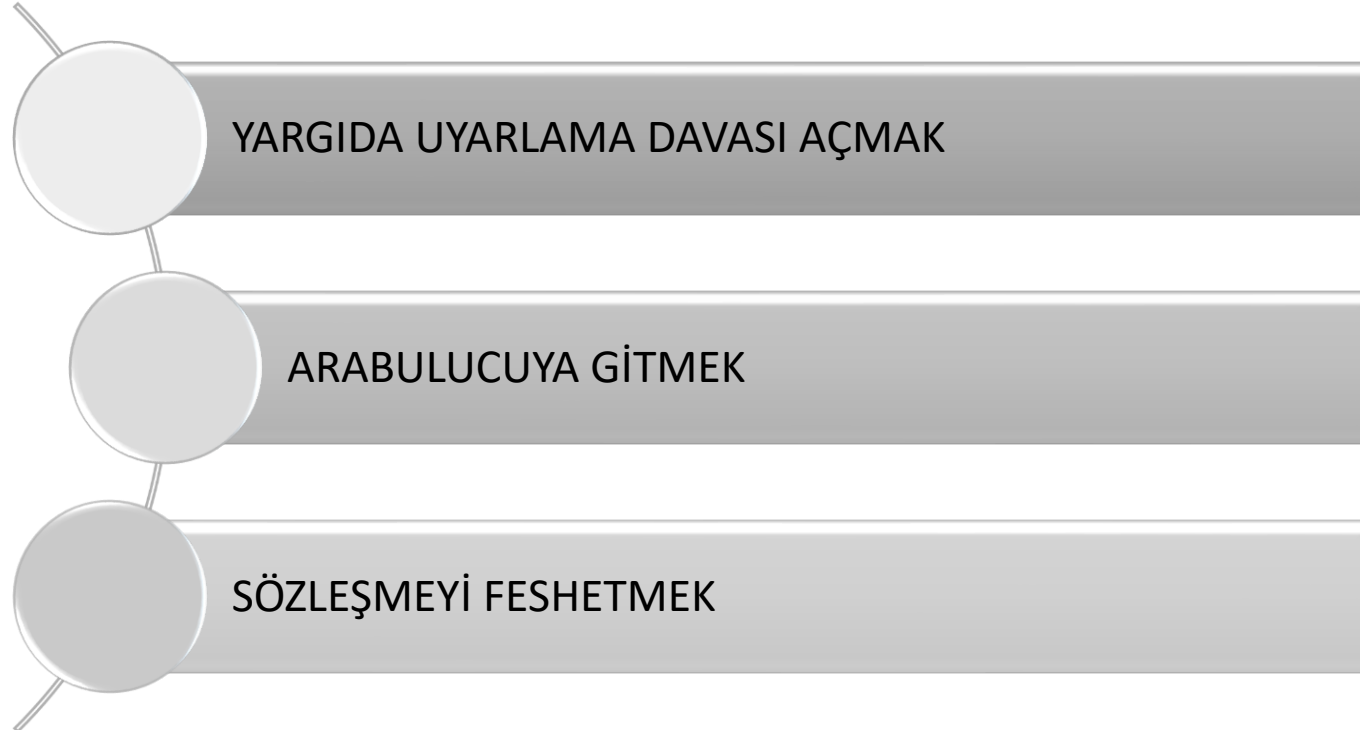 YARGIDA UYARLAMA DAVASI AÇMAK
ARABULUCUYA GİTMEK
SÖZLEŞMEYİ FESHETMEK